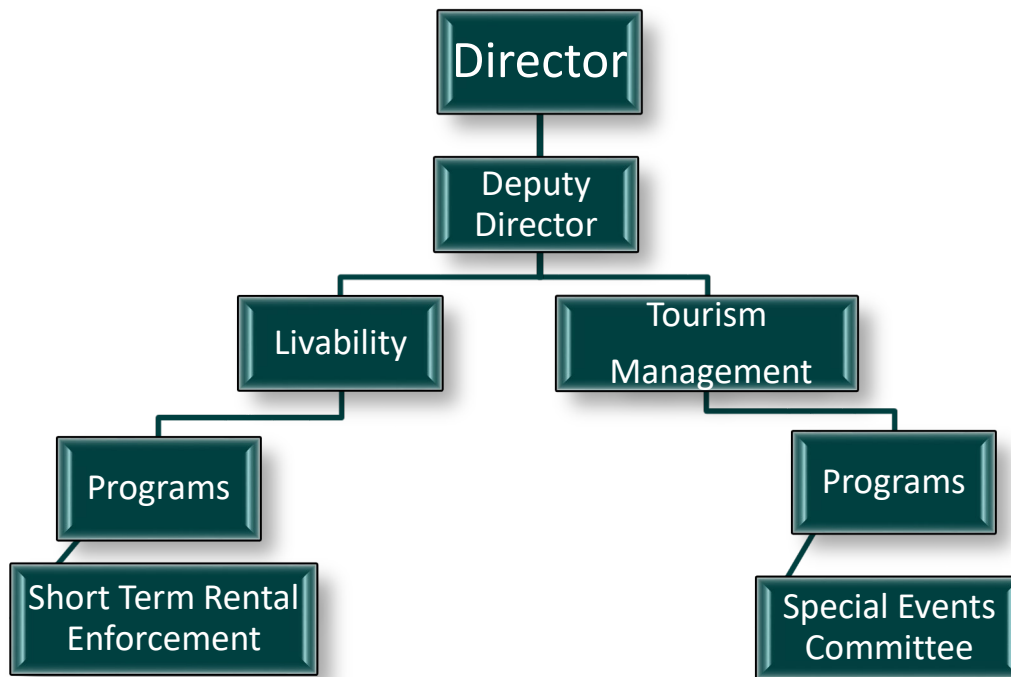 Director
Deputy
Director
Livability
Tourism
Management
Programs
Programs
Short Term Rental
Enforcement
Special Events
Committee